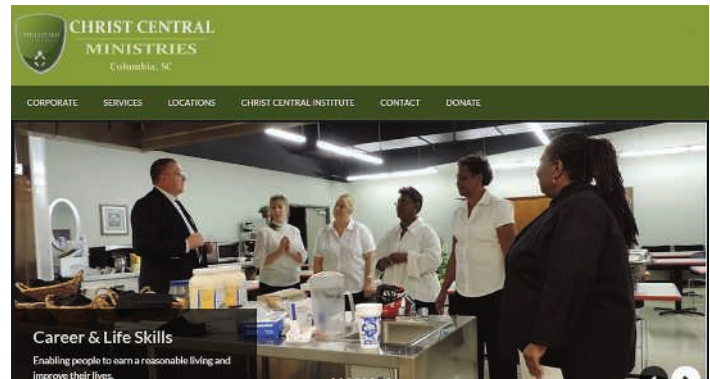 CHRIST CENTRAL
MINISTRIES
Columbia, SC
CORPORATE SERVICES LOCATIONS CHRIST CENTRAL INSTITUTE CONTACT DONATE
Career & Life Skills
Enabling people to earn a reasonable living and
improve their lives.